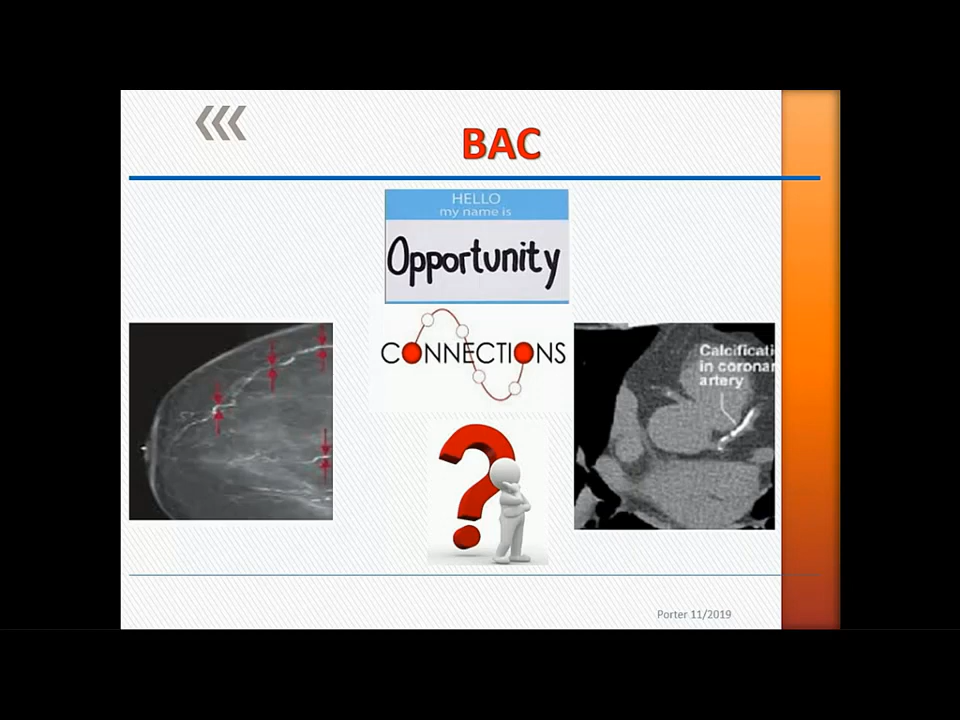 BAC
HELLO
my name is
Opportunity
CONNECTIONS
Calcificati
in coronar
artery
Porter 11/2019